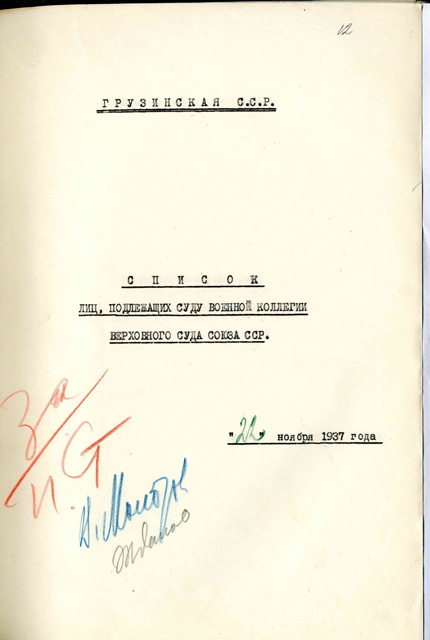 12
ГРУЗИНСКАЯ С.С.Р.
СПИСОК
ЛИЦ, ПОДЛЕЖАЩИХ СУДУ ВОЕННОЙ КОЛЛЕГИИ
ВЕРХОВНОГО СУДА СОЮЗА ССР.
"22" ноября 1937 года
За
И. Ст
В. Молотов
Жданов